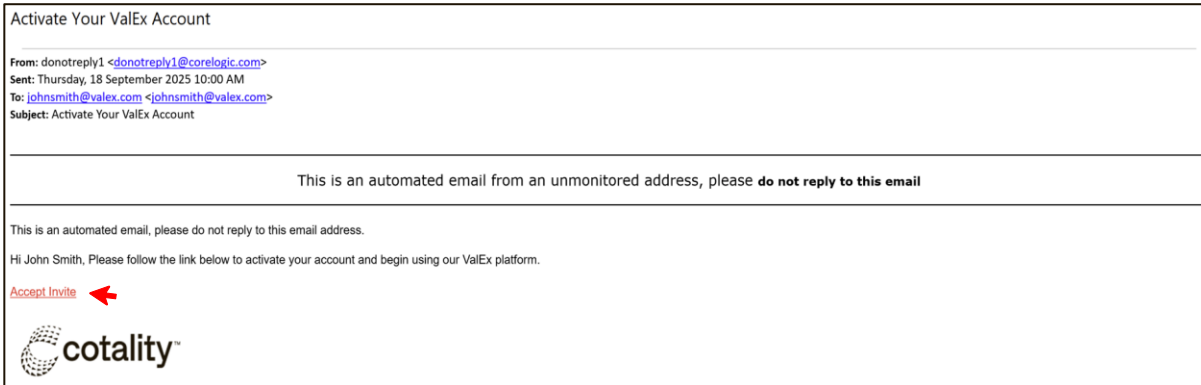 Activate Your ValEx Account
From: donotreply1 <donotreply1@corelogic.com>
Sent: Thursday, 18 September 2025 10:00 AM
To: johnsmith@valex.com <johnsmith@valex.com>
Subject: Activate Your ValEx Account
This is an automated email from an unmonitored address, please do not reply to this email
This is an automated email, please do not reply to this email address.
Hi John Smith, Please follow the link below to activate your account and begin using our ValEx platform.
Accept Invite
cotality™